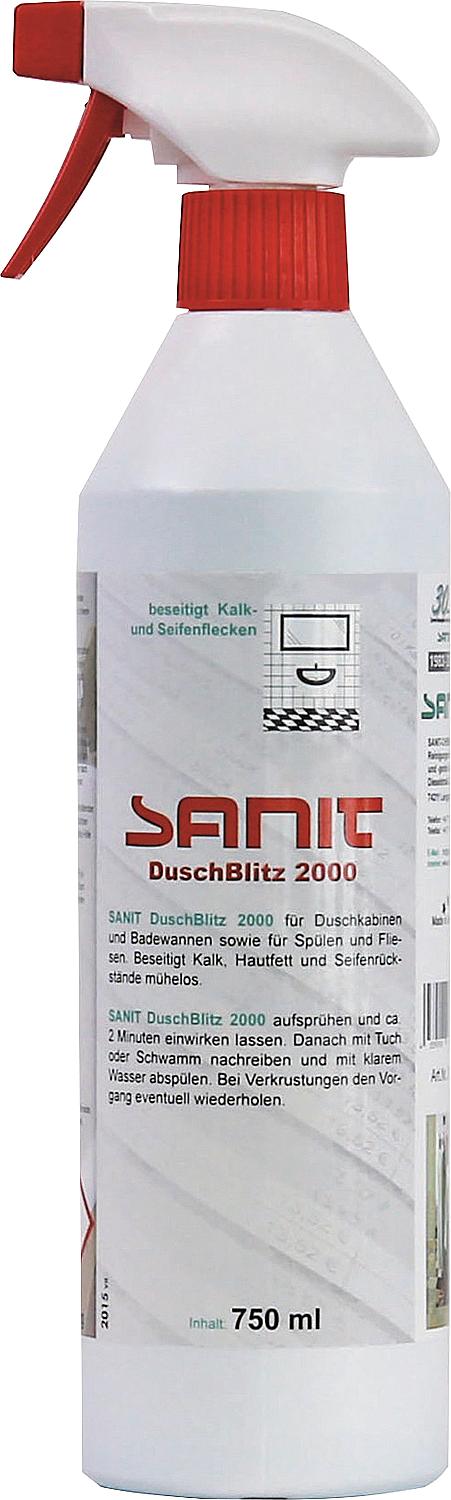 beseitigt Kalk-
und Seifenflecken
SANIT
DuschBlitz 2000
SANIT DuschBlitz 2000 für Duschkabinen
und Badewannen sowie für Spülen und Flie-
sen. Beseitigt Kalk, Hautfett und Seifenrück-
stände mühelos.
SANIT DuschBlitz 2000 aufsprühen und ca.
2 Minuten einwirken lassen. Danach mit Tuch
oder Schwamm nachreiben und mit klarem
Wasser abspülen. Bei Verkrustungen den Vor-
gang eventuell wiederholen.
Inhalt: 750 ml
2015